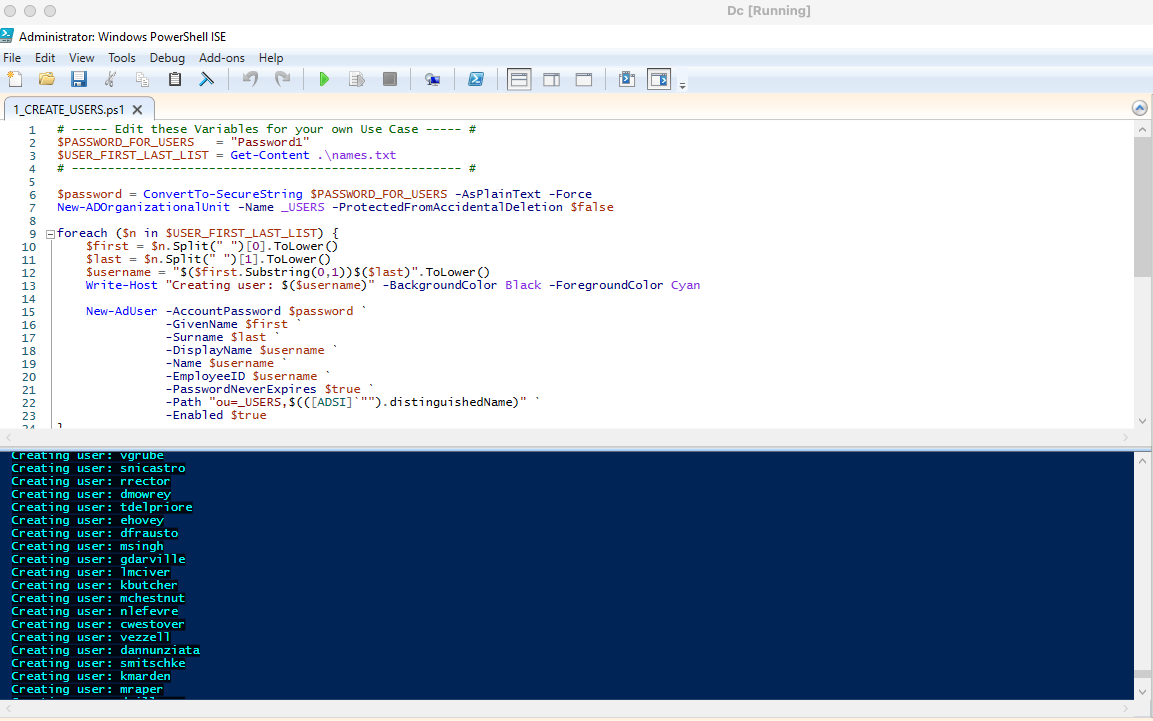 Dc [Running]
Administrator: Windows PowerShell ISE
File Edit View Tools Debug Add-ons Help
1_CREATE_USERS.ps1
1 # ----- Edit these Variables for your own Use Case ----- #
2 $PASSWORD_FOR_USERS   = "Password1"
3 $USER_FIRST_LAST_LIST = Get-Content .\names.txt
4 # ------------------------------------------------------ #
5
6 $password = ConvertTo-SecureString $PASSWORD_FOR_USERS -AsPlainText -Force
7 New-ADOrganizationalUnit -Name _USERS -ProtectedFromAccidentalDeletion $false
8
9 foreach ($n in $USER_FIRST_LAST_LIST) {
10     $first = $n.Split(" ")[0].ToLower()
11     $last = $n.Split(" ")[1].ToLower()
12     $username = "$($first.Substring(0,1))$($last)".ToLower()
13     Write-Host "Creating user: $($username)" -BackgroundColor Black -ForegroundColor Cyan
14
15     New-AdUser -AccountPassword $password `
16                -GivenName $first `
17                -Surname $last `
18                -DisplayName $username `
19                -Name $username `
20                -EmployeeID $username `
21                -PasswordNeverExpires $true `
22                -Path "ou=_USERS,$(([ADSI]`"").distinguishedName)" `
23                -Enabled $true
24 }
Creating user: vgrube
Creating user: snicastro
Creating user: rrector
Creating user: dmowrey
Creating user: tdelpriore
Creating user: ehovey
Creating user: dfrausto
Creating user: msingh
Creating user: gdarville
Creating user: lmciver
Creating user: kbutcher
Creating user: mchestnut
Creating user: nlefevre
Creating user: cwestover
Creating user: vezzell
Creating user: dannunziata
Creating user: smitschke
Creating user: kmarden
Creating user: mraper